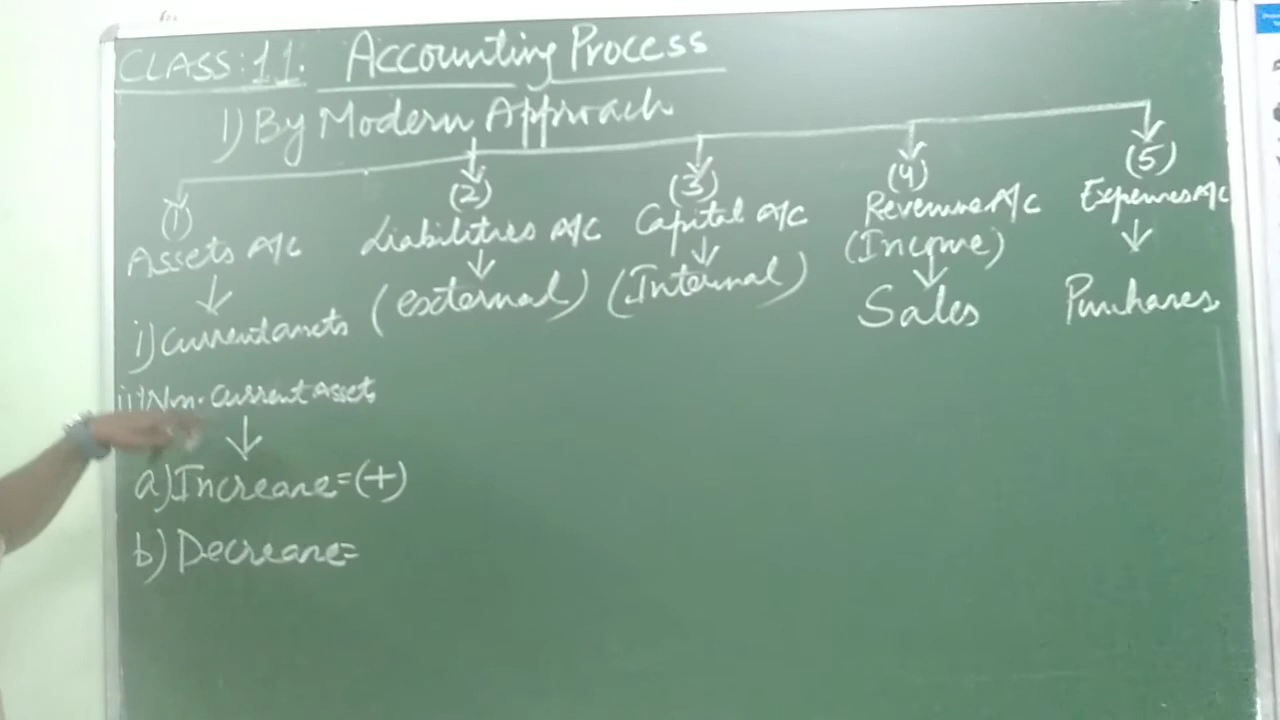 CLASS: 11. Accounting Process
1) By Modern Approach
(1) (2) (3) (4) (5)
Assets A/C Liabilities A/C Capital A/C Revenue A/C Expenses A/C
(external) (Internal) (Income)
i) Current assets Sales Purchases
ii) Non-Current Assets
a) Increase = (+)
b) Decrease =